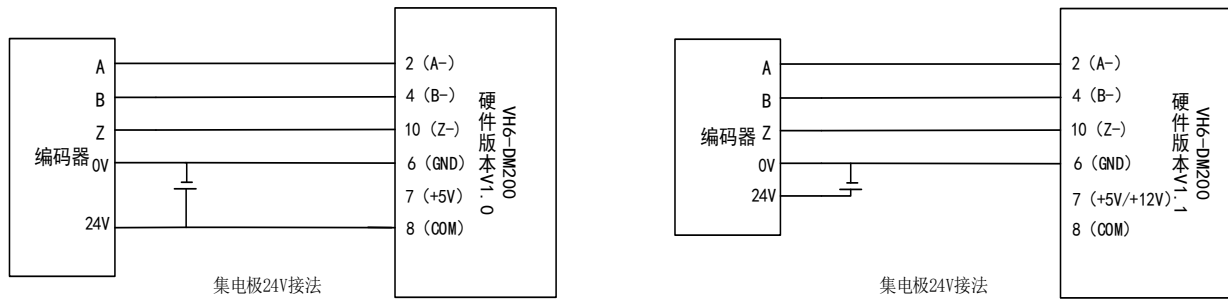 编码器
A
B
Z
0V
24V
2（A-）
4（B-）
10（Z-）
6（GND）
7（+5V）
8（COM）
VH6-DM200
硬件版本V1.0
集电极24V接法
编码器
A
B
Z
0V
24V
2（A-）
4（B-）
10（Z-）
6（GND）
7（+5V/+12V）
8（COM）
VH6-DM200
硬件版本V1.1
集电极24V接法